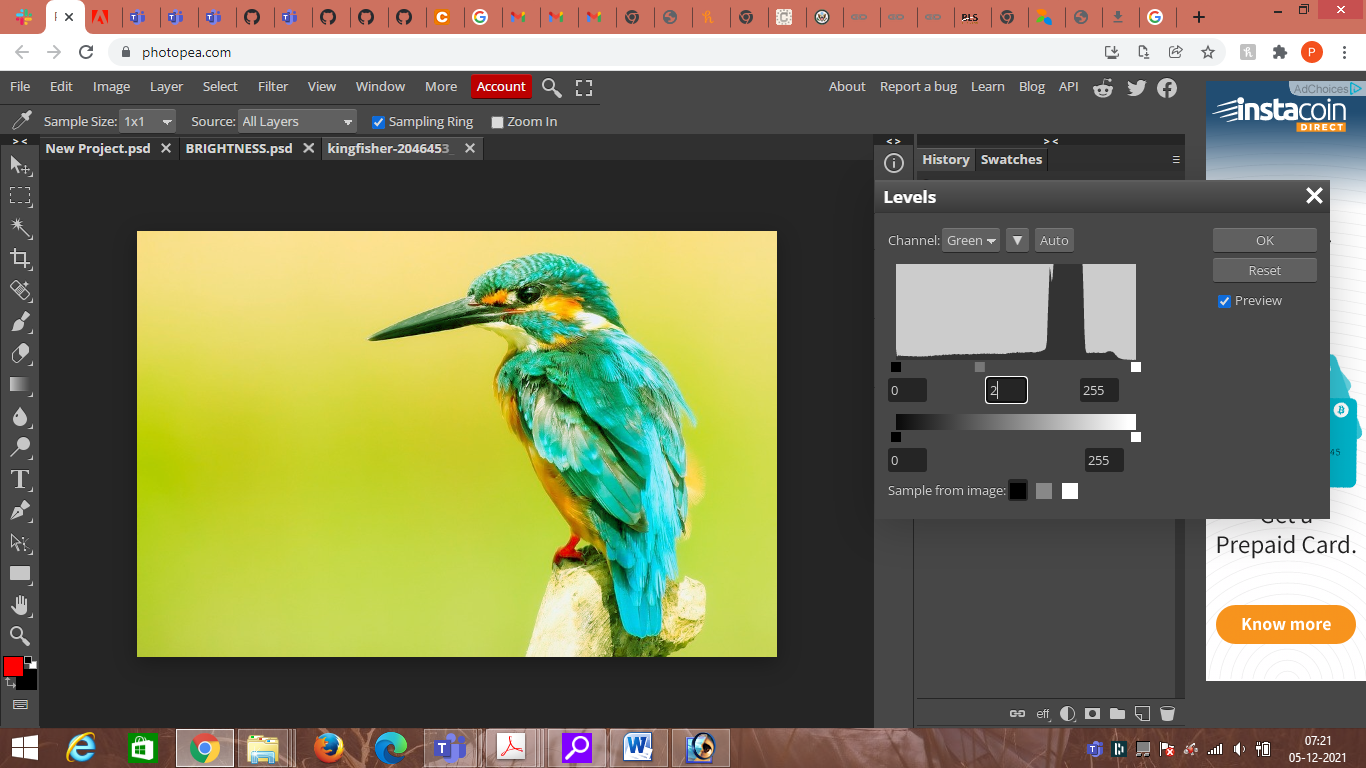 photopea.com
P
File Edit Image Layer Select Filter View Window More Account
About Report a bug Learn Blog API
AdChoices
Sample Size: 1x1 Source: All Layers Sampling Ring Zoom In
instacoin
DIRECT
> < New Project.psd BRIGHTNESS.psd kingfisher-2046453_
< > > <
History Swatches
Levels
Channel: Green ▼ Auto OK
Reset
Preview
0 2 255
0 255
Sample from image:
Get a
Prepaid Card.
Know more
eff
07:21
05-12-2021